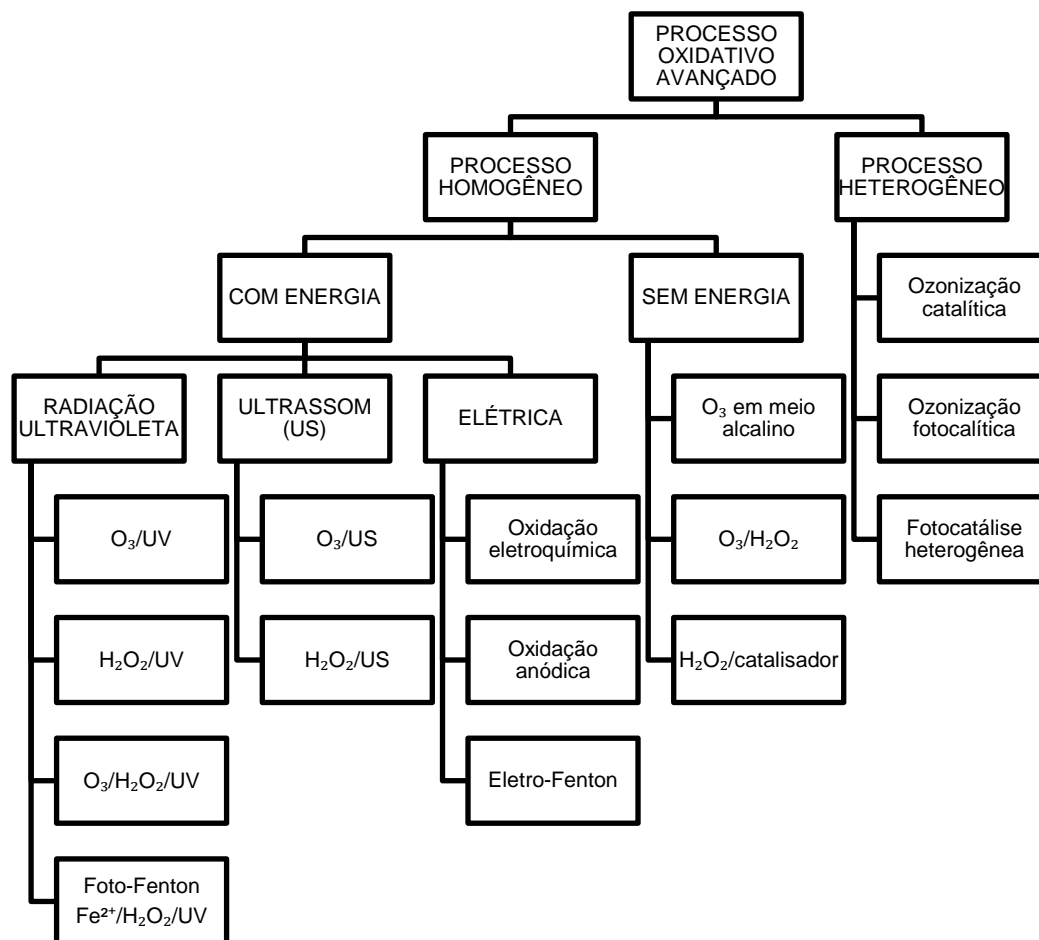 PROCESSO
OXIDATIVO
AVANÇADO
PROCESSO
HOMOGÊNEO
PROCESSO
HETEROGÊNEO
COM ENERGIA
SEM ENERGIA
Ozonização
catalítica
RADIAÇÃO
ULTRAVIOLETA
ULTRASSOM
(US)
ELÉTRICA
O₃ em meio
alcalino
Ozonização
fotocalítica
O₃/UV
O₃/US
Oxidação
eletroquímica
O₃/H₂O₂
Fotocatálise
heterogênea
H₂O₂/UV
H₂O₂/US
Oxidação
anódica
H₂O₂/catalisador
O₃/H₂O₂/UV
Eletro-Fenton
Foto-Fenton
Fe²⁺/H₂O₂/UV